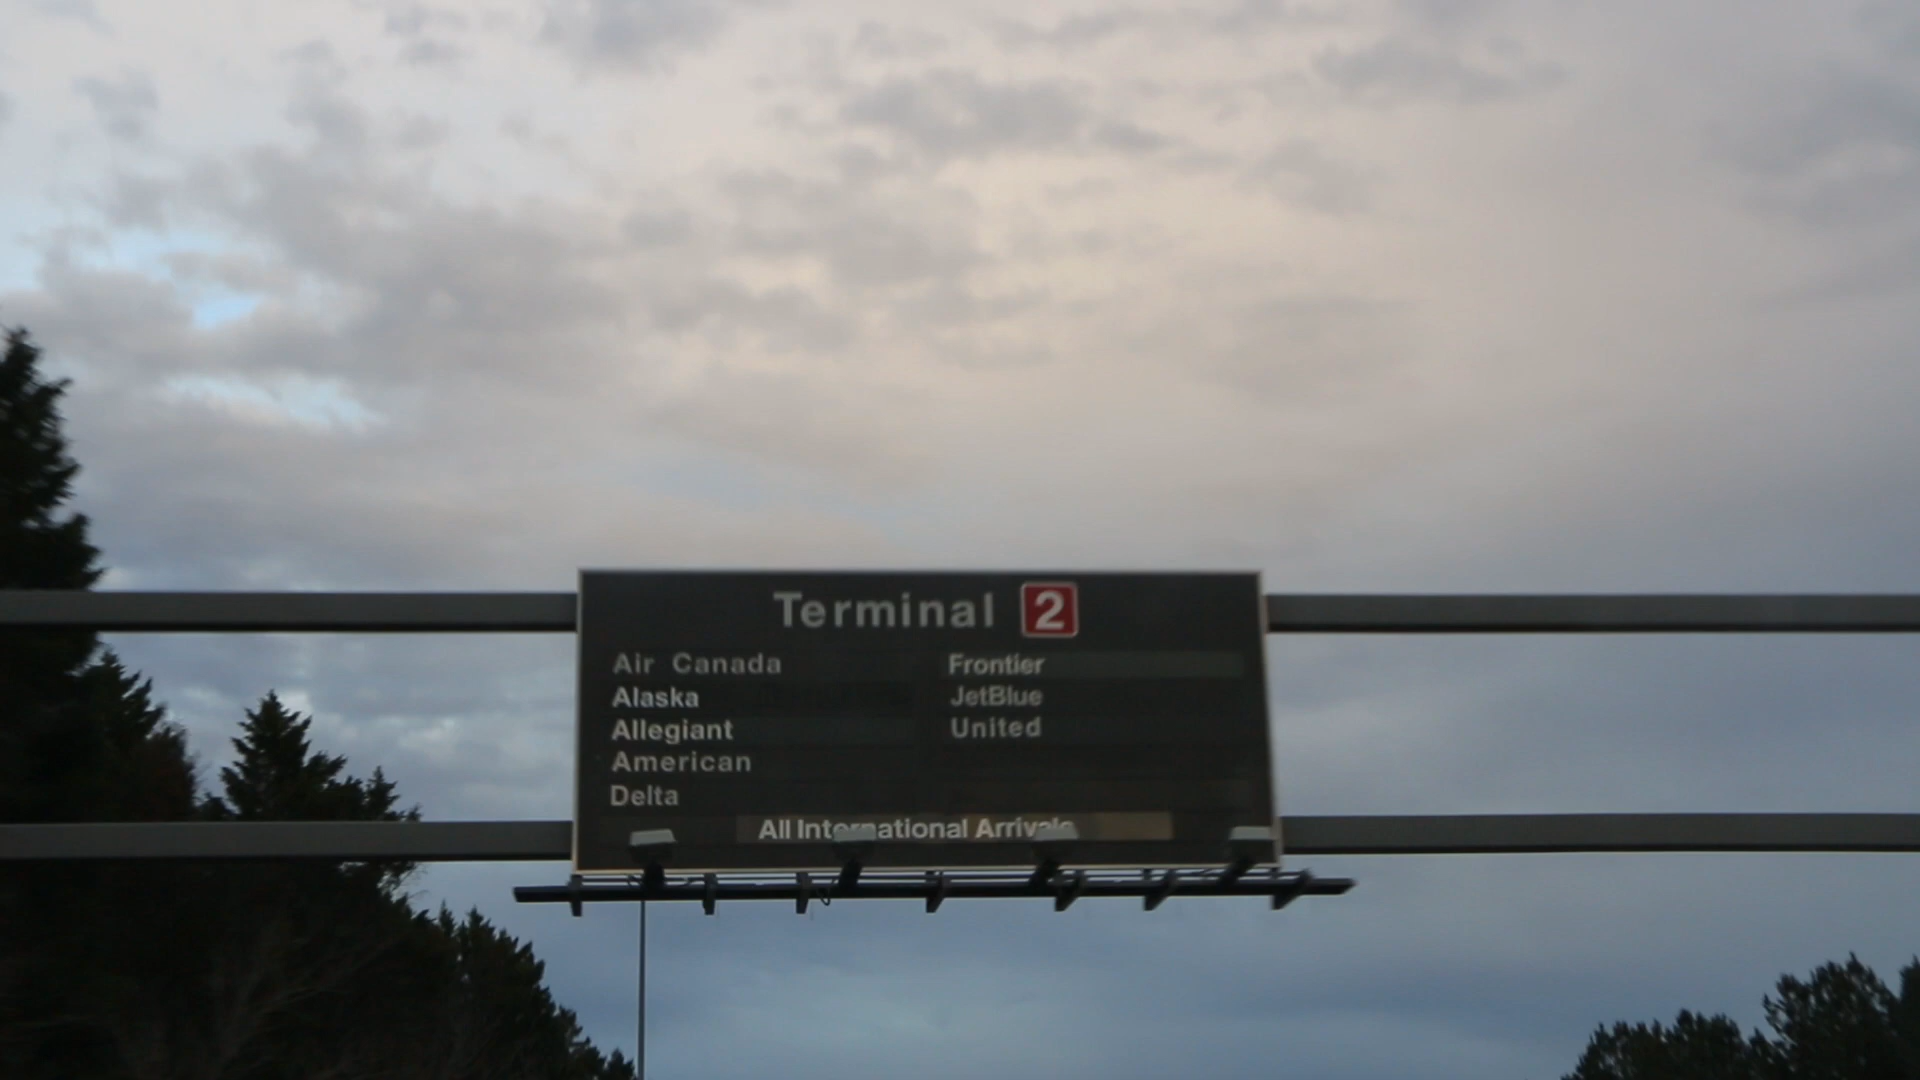 Terminal 2
Air Canada
Alaska
Allegiant
American
Delta
Frontier
JetBlue
United
All International Arrivals